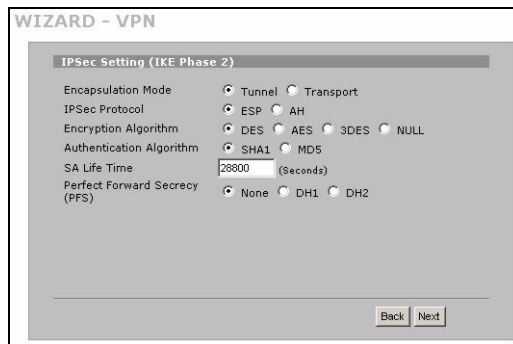 WIZARD - VPN
IPSec Setting (IKE Phase 2)
Encapsulation Mode Tunnel Transport
IPSec Protocol ESP AH
Encryption Algorithm DES AES 3DES NULL
Authentication Algorithm SHA1 MD5
SA Life Time 28800 (Seconds)
Perfect Forward Secrecy
(PFS) None DH1 DH2
Back Next